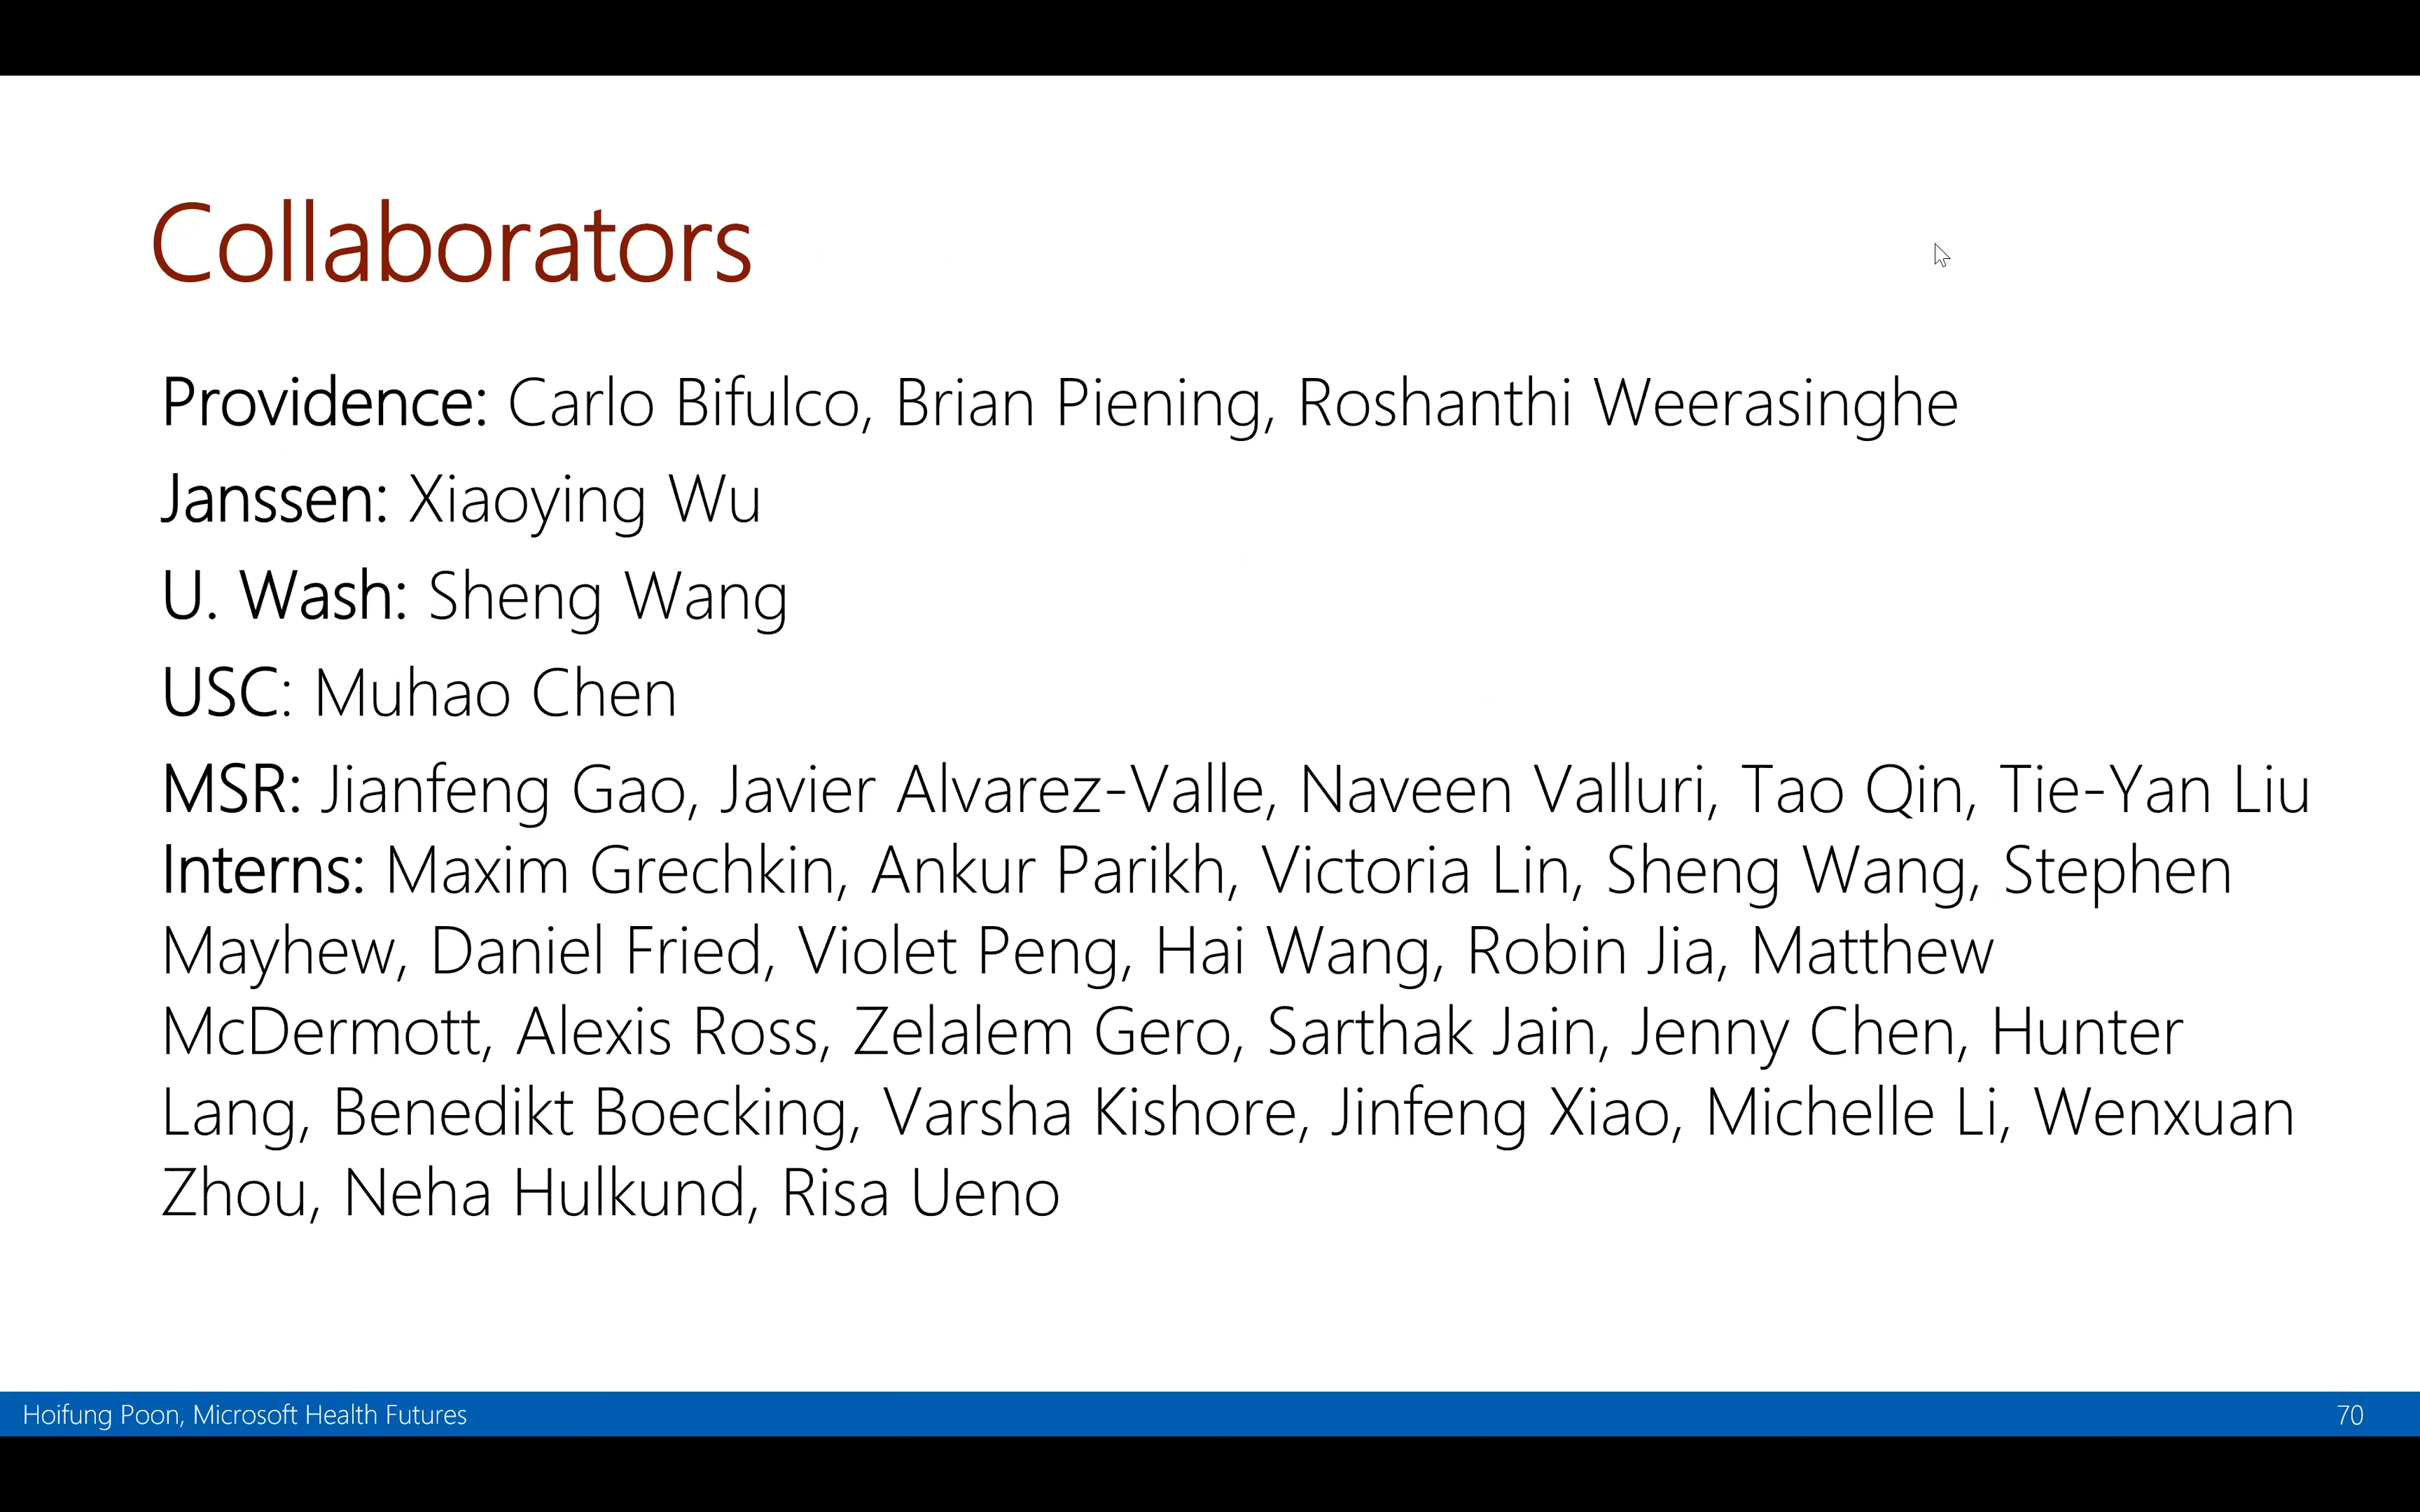 Collaborators
Providence: Carlo Bifulco, Brian Piening, Roshanthi Weerasinghe
Janssen: Xiaoying Wu
U. Wash: Sheng Wang
USC: Muhao Chen
MSR: Jianfeng Gao, Javier Alvarez-Valle, Naveen Valluri, Tao Qin, Tie-Yan Liu
Interns: Maxim Grechkin, Ankur Parikh, Victoria Lin, Sheng Wang, Stephen
Mayhew, Daniel Fried, Violet Peng, Hai Wang, Robin Jia, Matthew
McDermott, Alexis Ross, Zelalem Gero, Sarthak Jain, Jenny Chen, Hunter
Lang, Benedikt Boecking, Varsha Kishore, Jinfeng Xiao, Michelle Li, Wenxuan
Zhou, Neha Hulkund, Risa Ueno
Hoifung Poon, Microsoft Health Futures
70